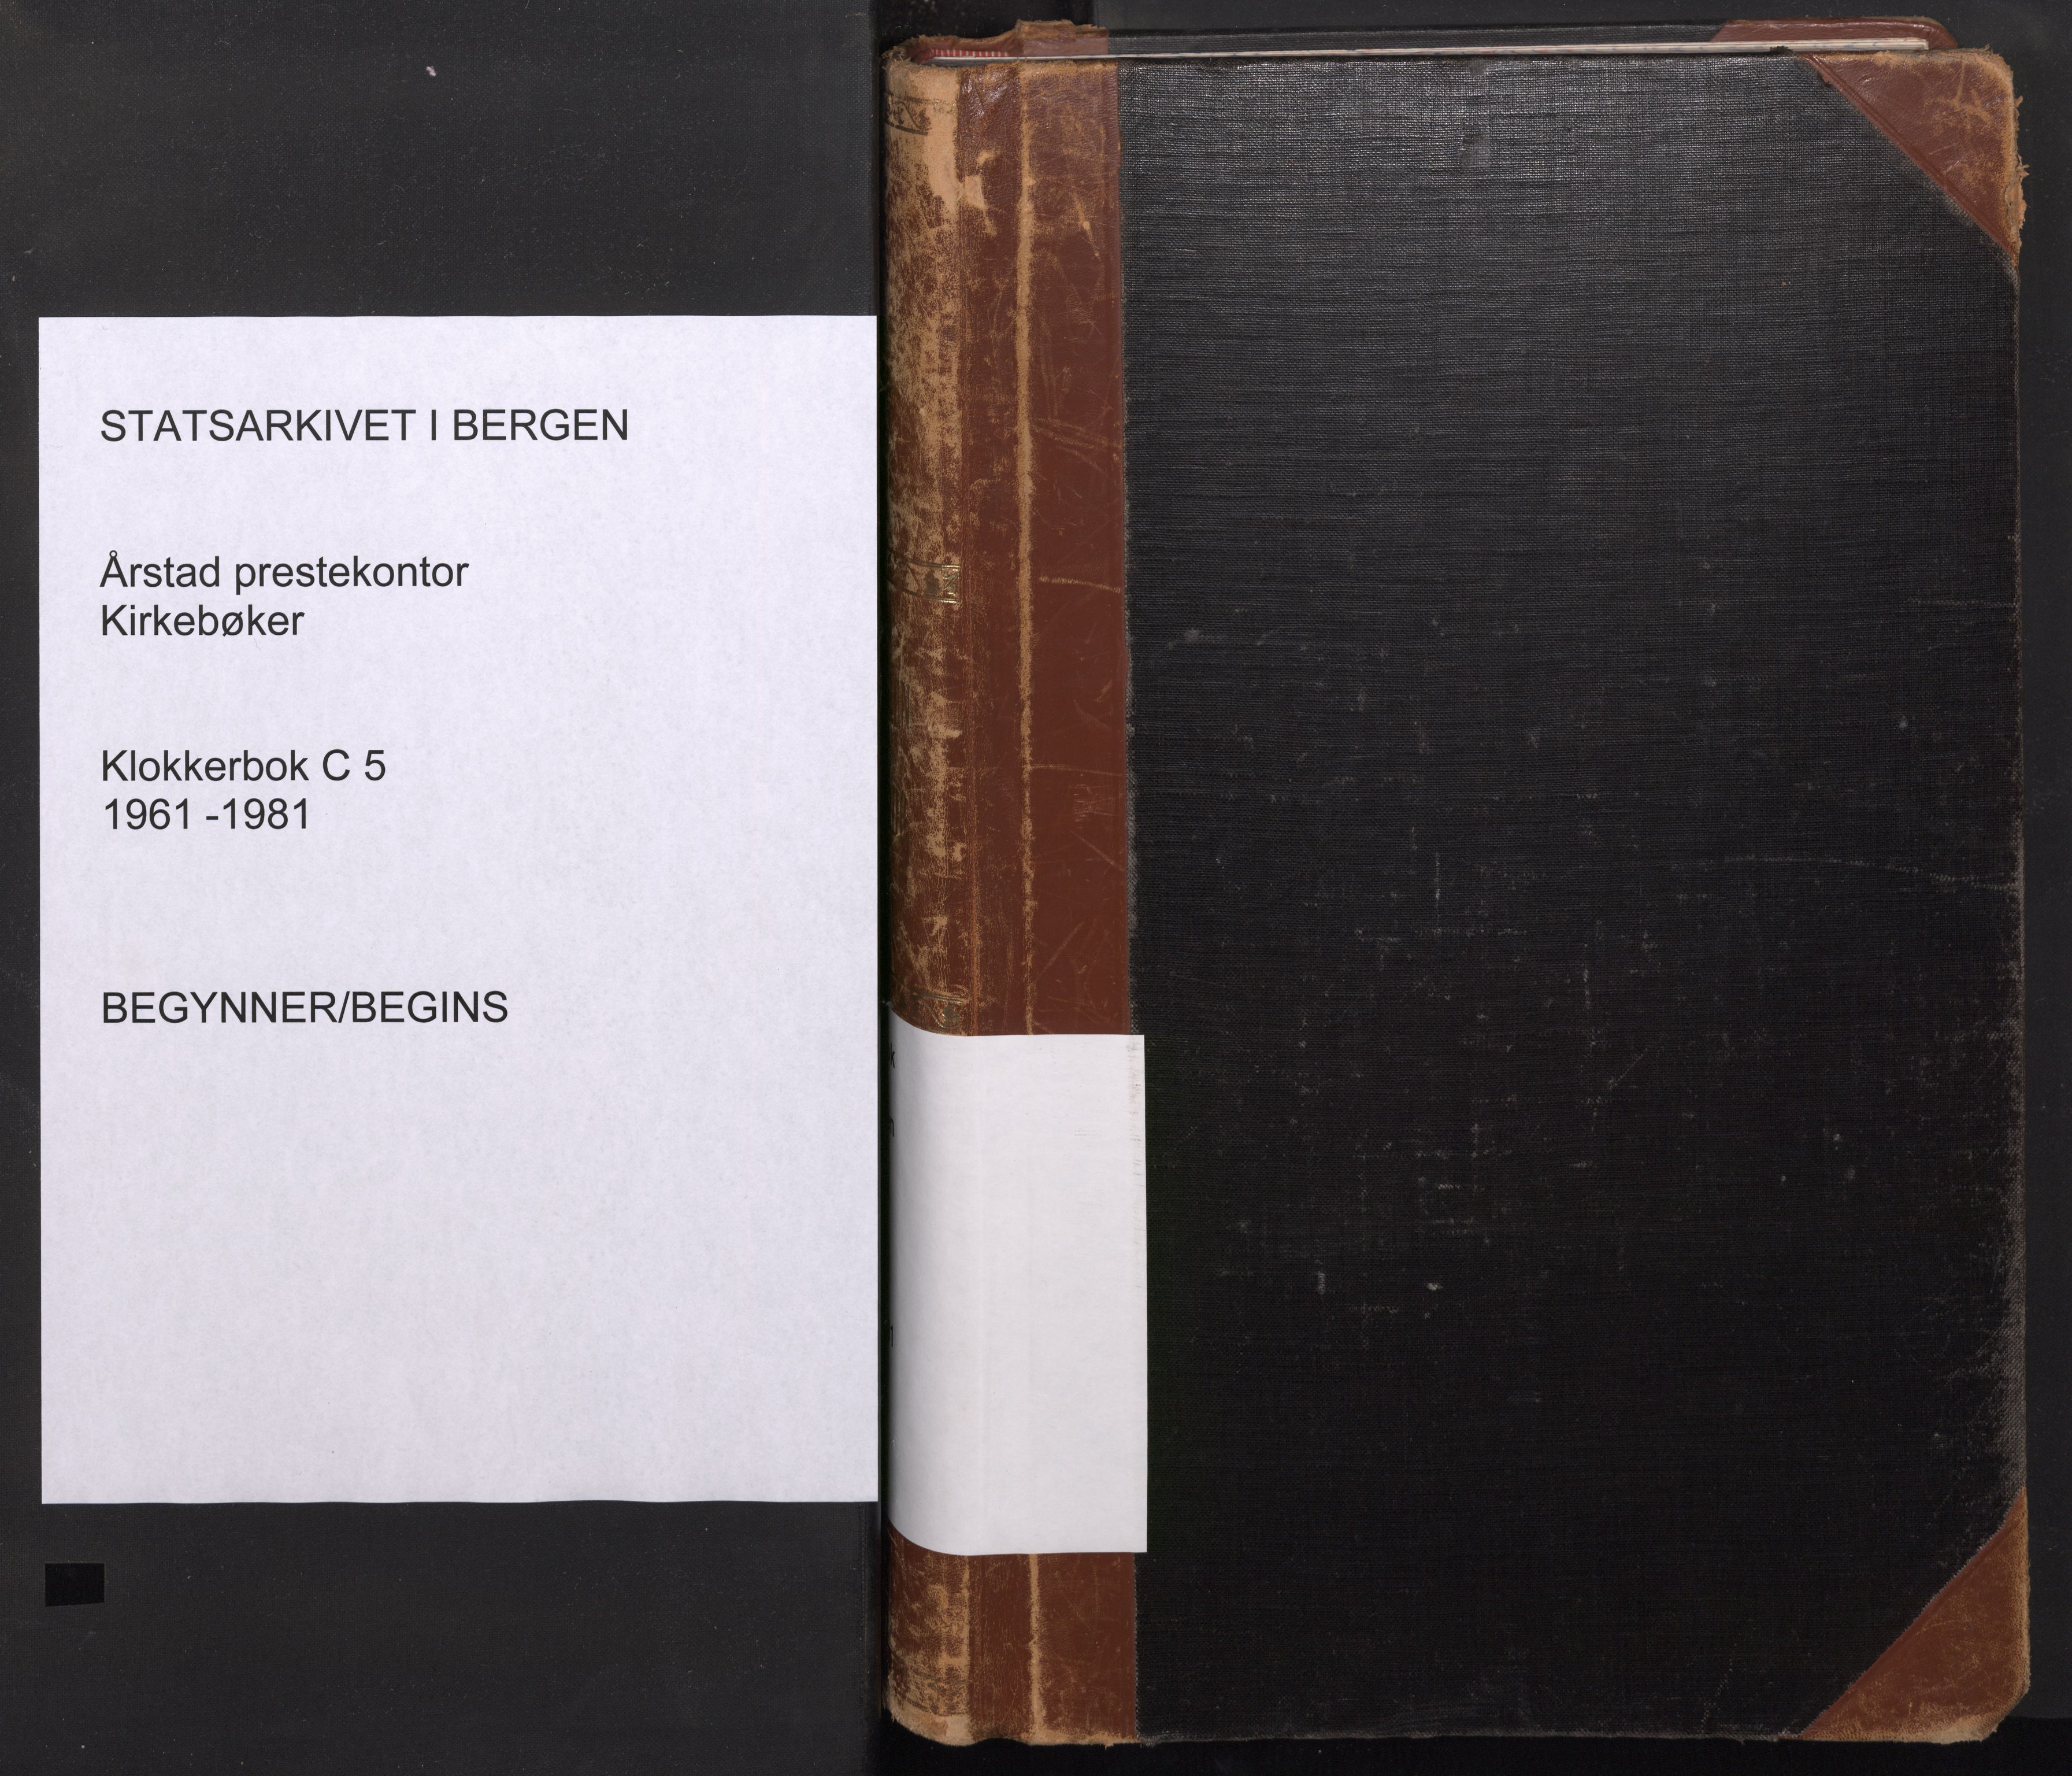 STATSARKIVET I BERGEN
Årstad prestekontor
Kirkebøker
Klokkerbok C 5
1961 -1981
BEGYNNER/BEGINS